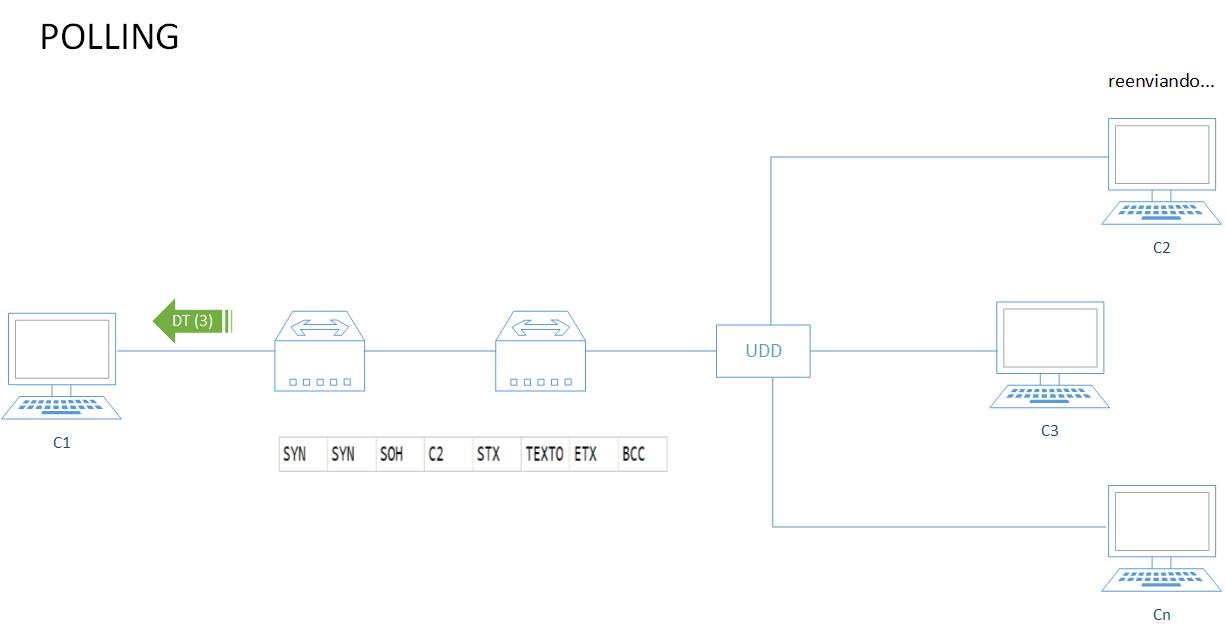 POLLING
reenviando...
C2
DT (3)
UDD
C1
C3
SYN SYN SOH C2 STX TEXTO ETX BCC
Cn